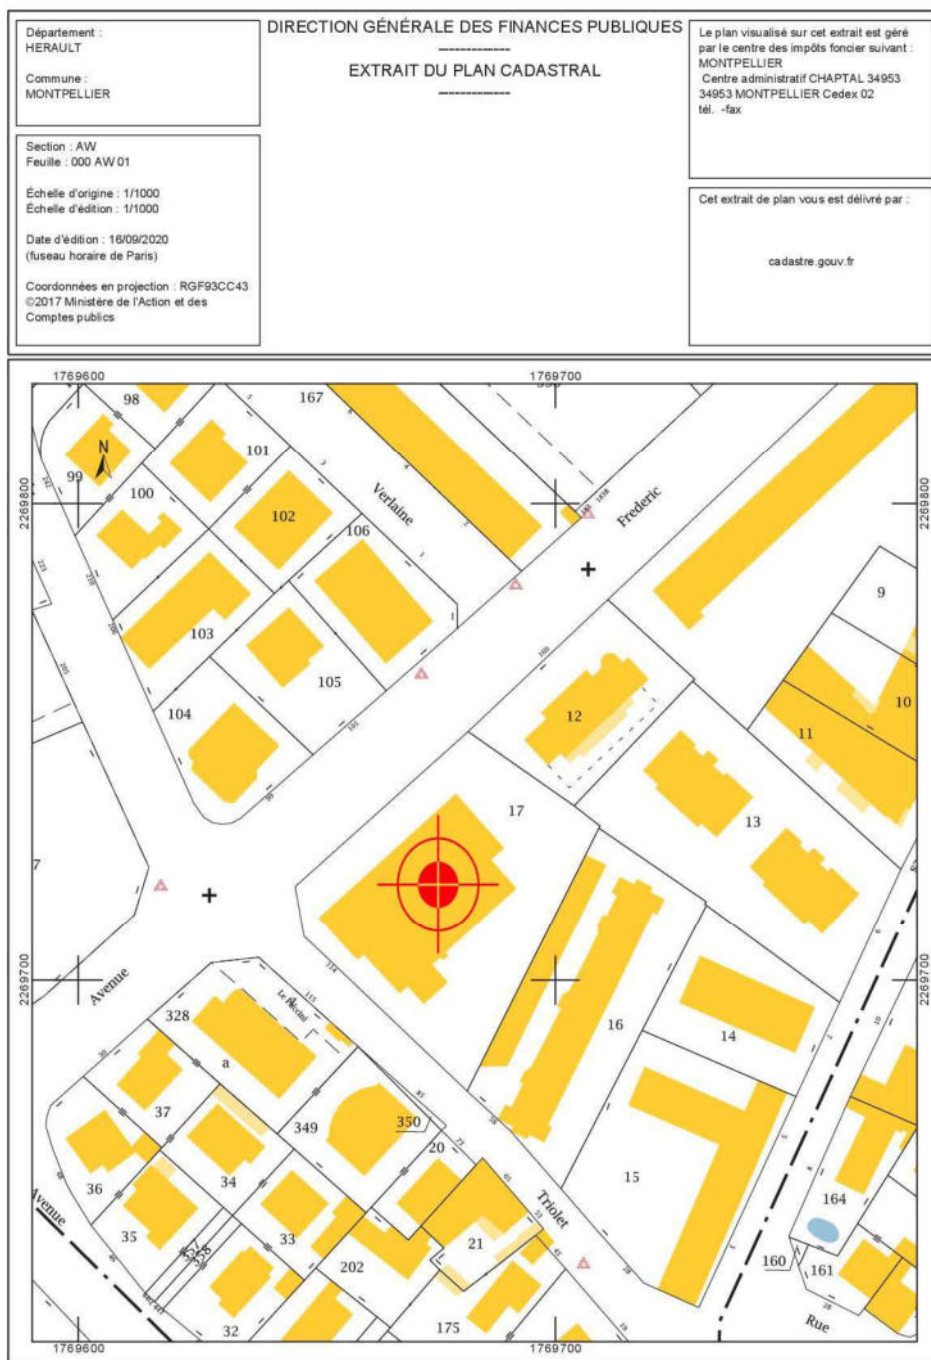 Département :
HERAULT
Commune :
MONTPELLIER
Section : AW
Feuille : 000 AW 01
Échelle d'origine : 1/1000
Échelle d'édition : 1/1000
Date d'édition : 16/09/2020
(fuseau horaire de Paris)
Coordonnées en projection : RGF93CC43
©2017 Ministère de l'Action et des
Comptes publics
DIRECTION GÉNÉRALE DES FINANCES PUBLIQUES
-------------
EXTRAIT DU PLAN CADASTRAL
-------------
Le plan visualisé sur cet extrait est géré
par le centre des impôts foncier suivant :
MONTPELLIER
Centre administratif CHAPTAL 34953
34953 MONTPELLIER Cedex 02
tél. -fax
Cet extrait de plan vous est délivré par :
cadastre.gouv.fr
1769600
1769700
98
167
101
N
99
100
102
2269800
2269800
Verlaine
Frederic
106
9
103
105
104
12
10
11
17
13
7
2269700
2269700
Avenue
328
Le Puccini
115
114
16
14
a
37
349
350
20
36
34
15
Triolet
Avenue
35
33
21
164
202
160
161
32
175
Rue
1769600
1769700